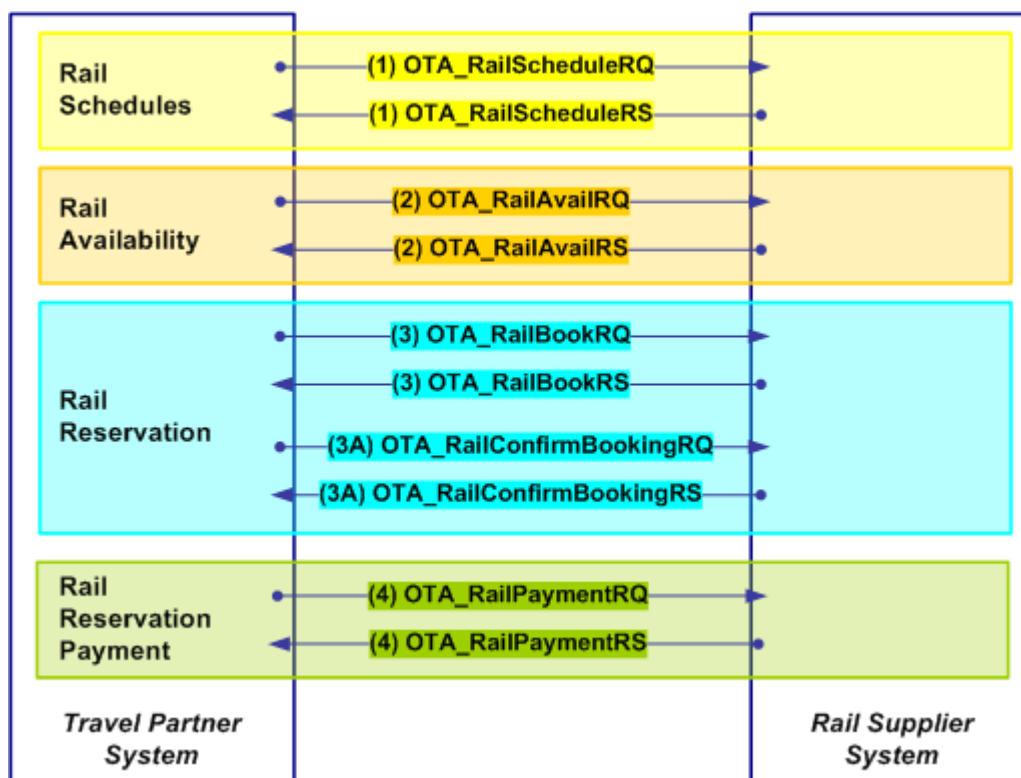 Rail
Schedules
(1) OTA_RailScheduleRQ
(1) OTA_RailScheduleRS
Rail
Availability
(2) OTA_RailAvailRQ
(2) OTA_RailAvailRS
Rail
Reservation
(3) OTA_RailBookRQ
(3) OTA_RailBookRS
(3A) OTA_RailConfirmBookingRQ
(3A) OTA_RailConfirmBookingRS
Rail
Reservation
Payment
(4) OTA_RailPaymentRQ
(4) OTA_RailPaymentRS
Travel Partner
System
Rail Supplier
System